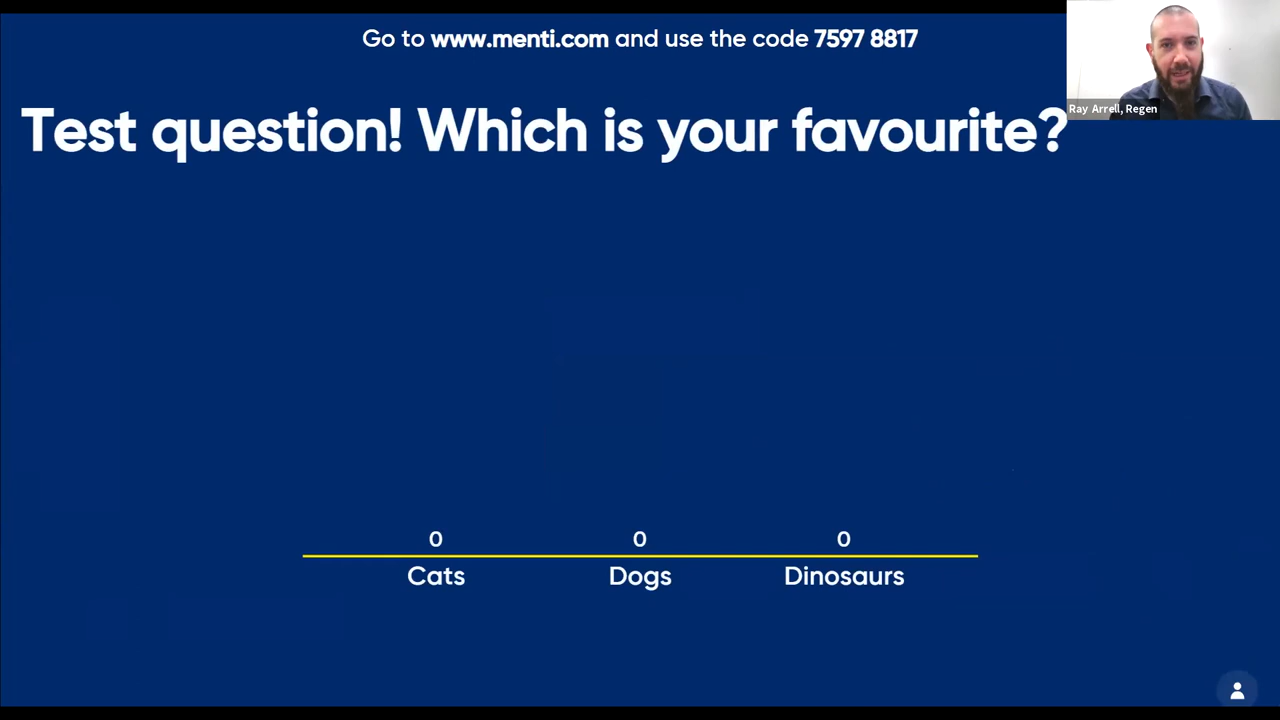 Go to www.menti.com and use the code 7597 8817
Ray Arrell, Regen
Test question! Which is your favourite?
0 0 0
Cats Dogs Dinosaurs